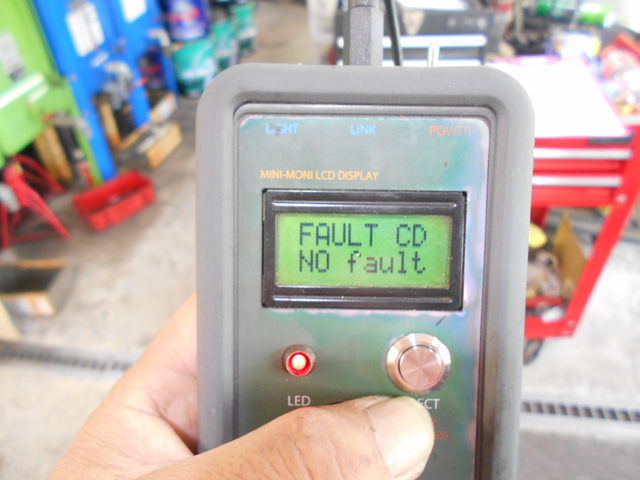 LIGHT LINK POWER
MINI-MONI LCD DISPLAY
FAULT CD
NO fault
LED